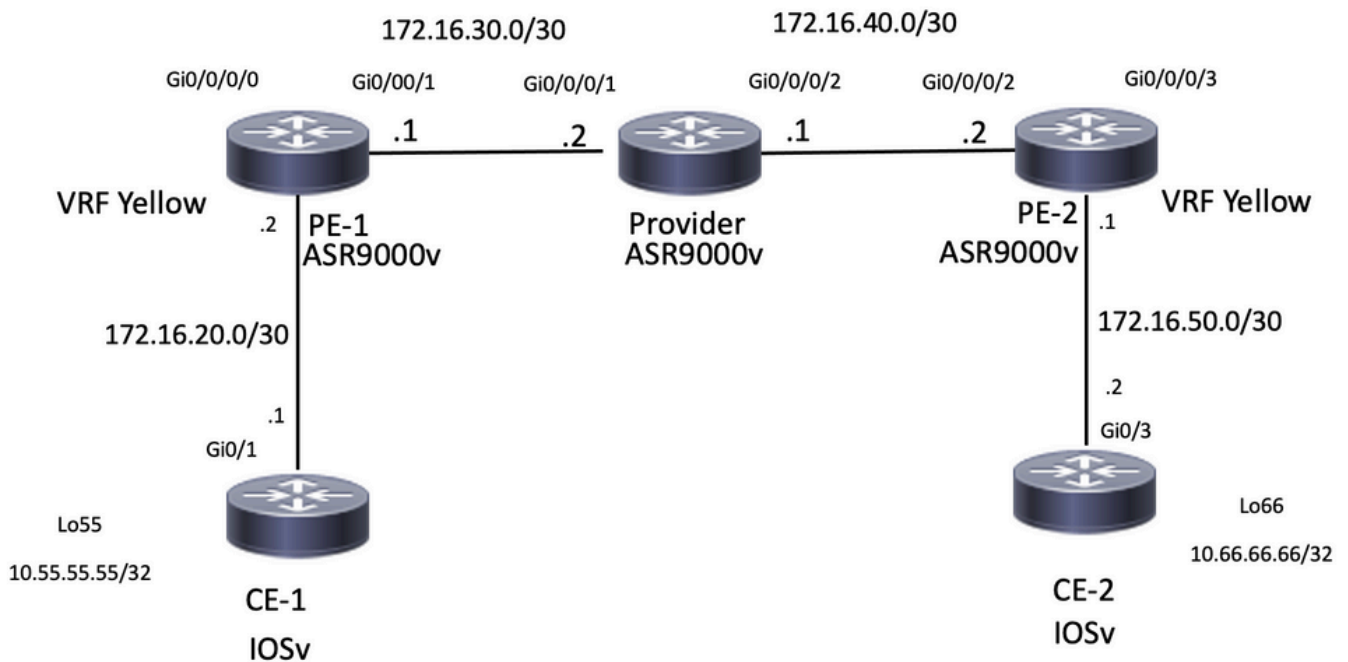 172.16.30.0/30
172.16.40.0/30
Gi0/0/0/0
Gi0/00/1
Gi0/0/0/1
Gi0/0/0/2
Gi0/0/0/2
Gi0/0/0/3
.1
.2
.1
.2
VRF Yellow
.2
PE-1
ASR9000v
Provider
ASR9000v
PE-2
ASR9000v
.1
VRF Yellow
172.16.20.0/30
172.16.50.0/30
.1
Gi0/1
.2
Gi0/3
Lo55
10.55.55.55/32
Lo66
10.66.66.66/32
CE-1
IOSv
CE-2
IOSv